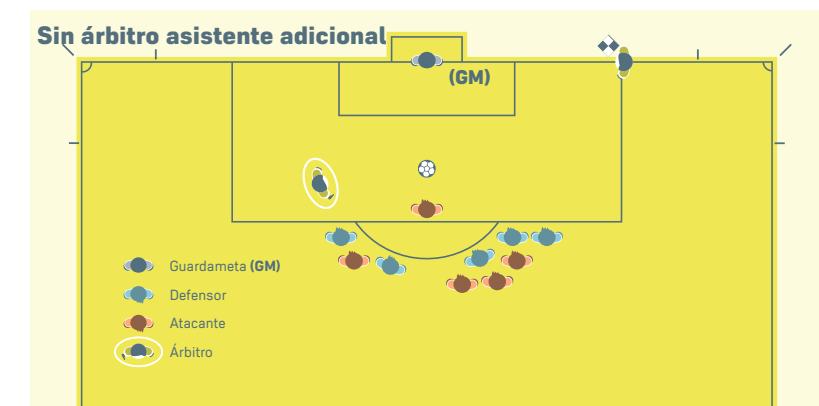 Sin árbitro asistente adicional
(GM)
Guardameta (GM)
Defensor
Atacante
Árbitro